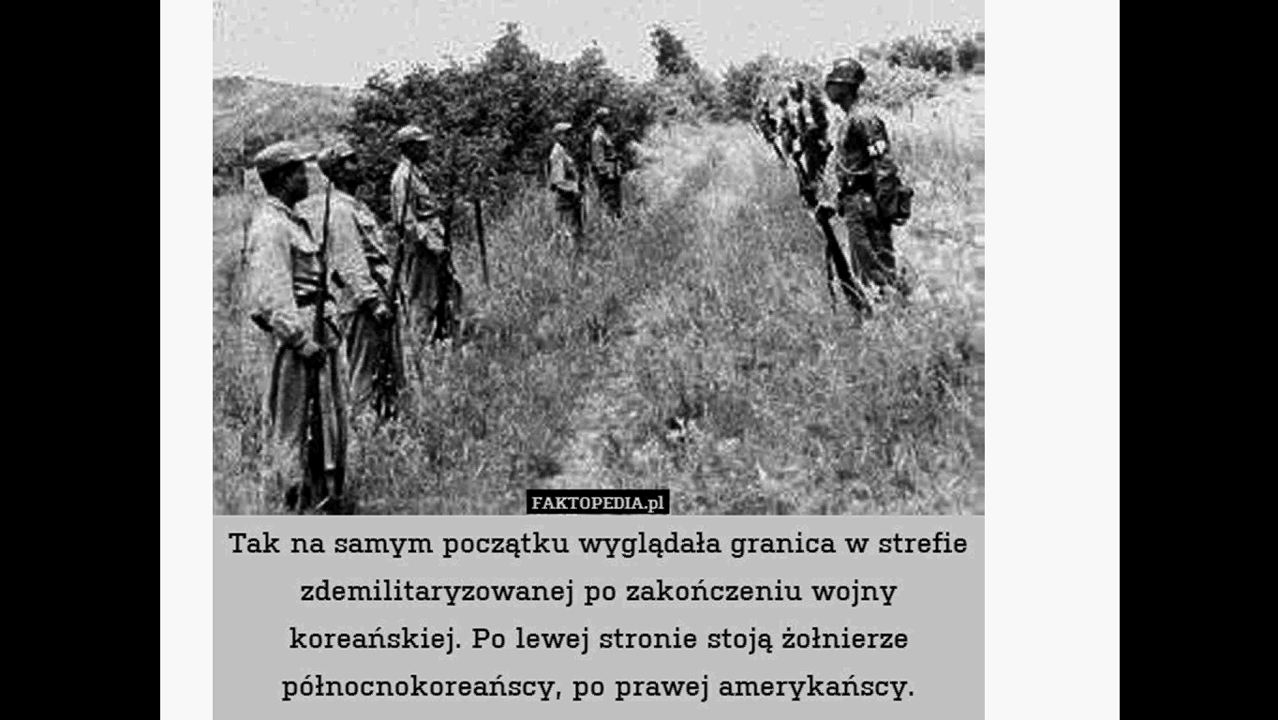 FAKTOPEDIA.pl
Tak na samym początku wyglądała granica w strefie
zdemilitaryzowanej po zakończeniu wojny
koreańskiej. Po lewej stronie stoją żołnierze
północnokoreańscy, po prawej amerykańscy.